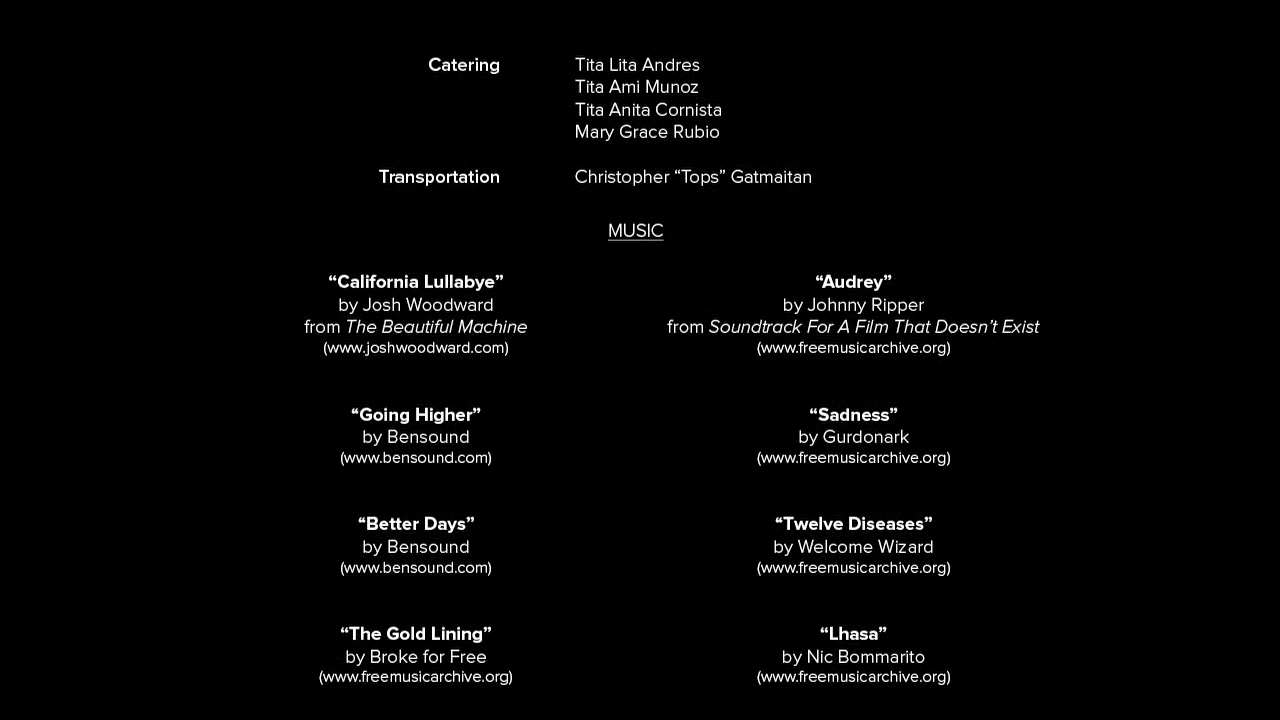 Catering Tita Lita Andres
Tita Ami Munoz
Tita Anita Cornista
Mary Grace Rubio
Transportation Christopher “Tops” Gatmaitan
MUSIC
“California Lullabye”
by Josh Woodward
from The Beautiful Machine
(www.joshwoodward.com)
“Audrey”
by Johnny Ripper
from Soundtrack For A Film That Doesn’t Exist
(www.freemusicarchive.org)
“Going Higher”
by Bensound
(www.bensound.com)
“Sadness”
by Gurdonark
(www.freemusicarchive.org)
“Better Days”
by Bensound
(www.bensound.com)
“Twelve Diseases”
by Welcome Wizard
(www.freemusicarchive.org)
“The Gold Lining”
by Broke for Free
(www.freemusicarchive.org)
“Lhasa”
by Nic Bommarito
(www.freemusicarchive.org)